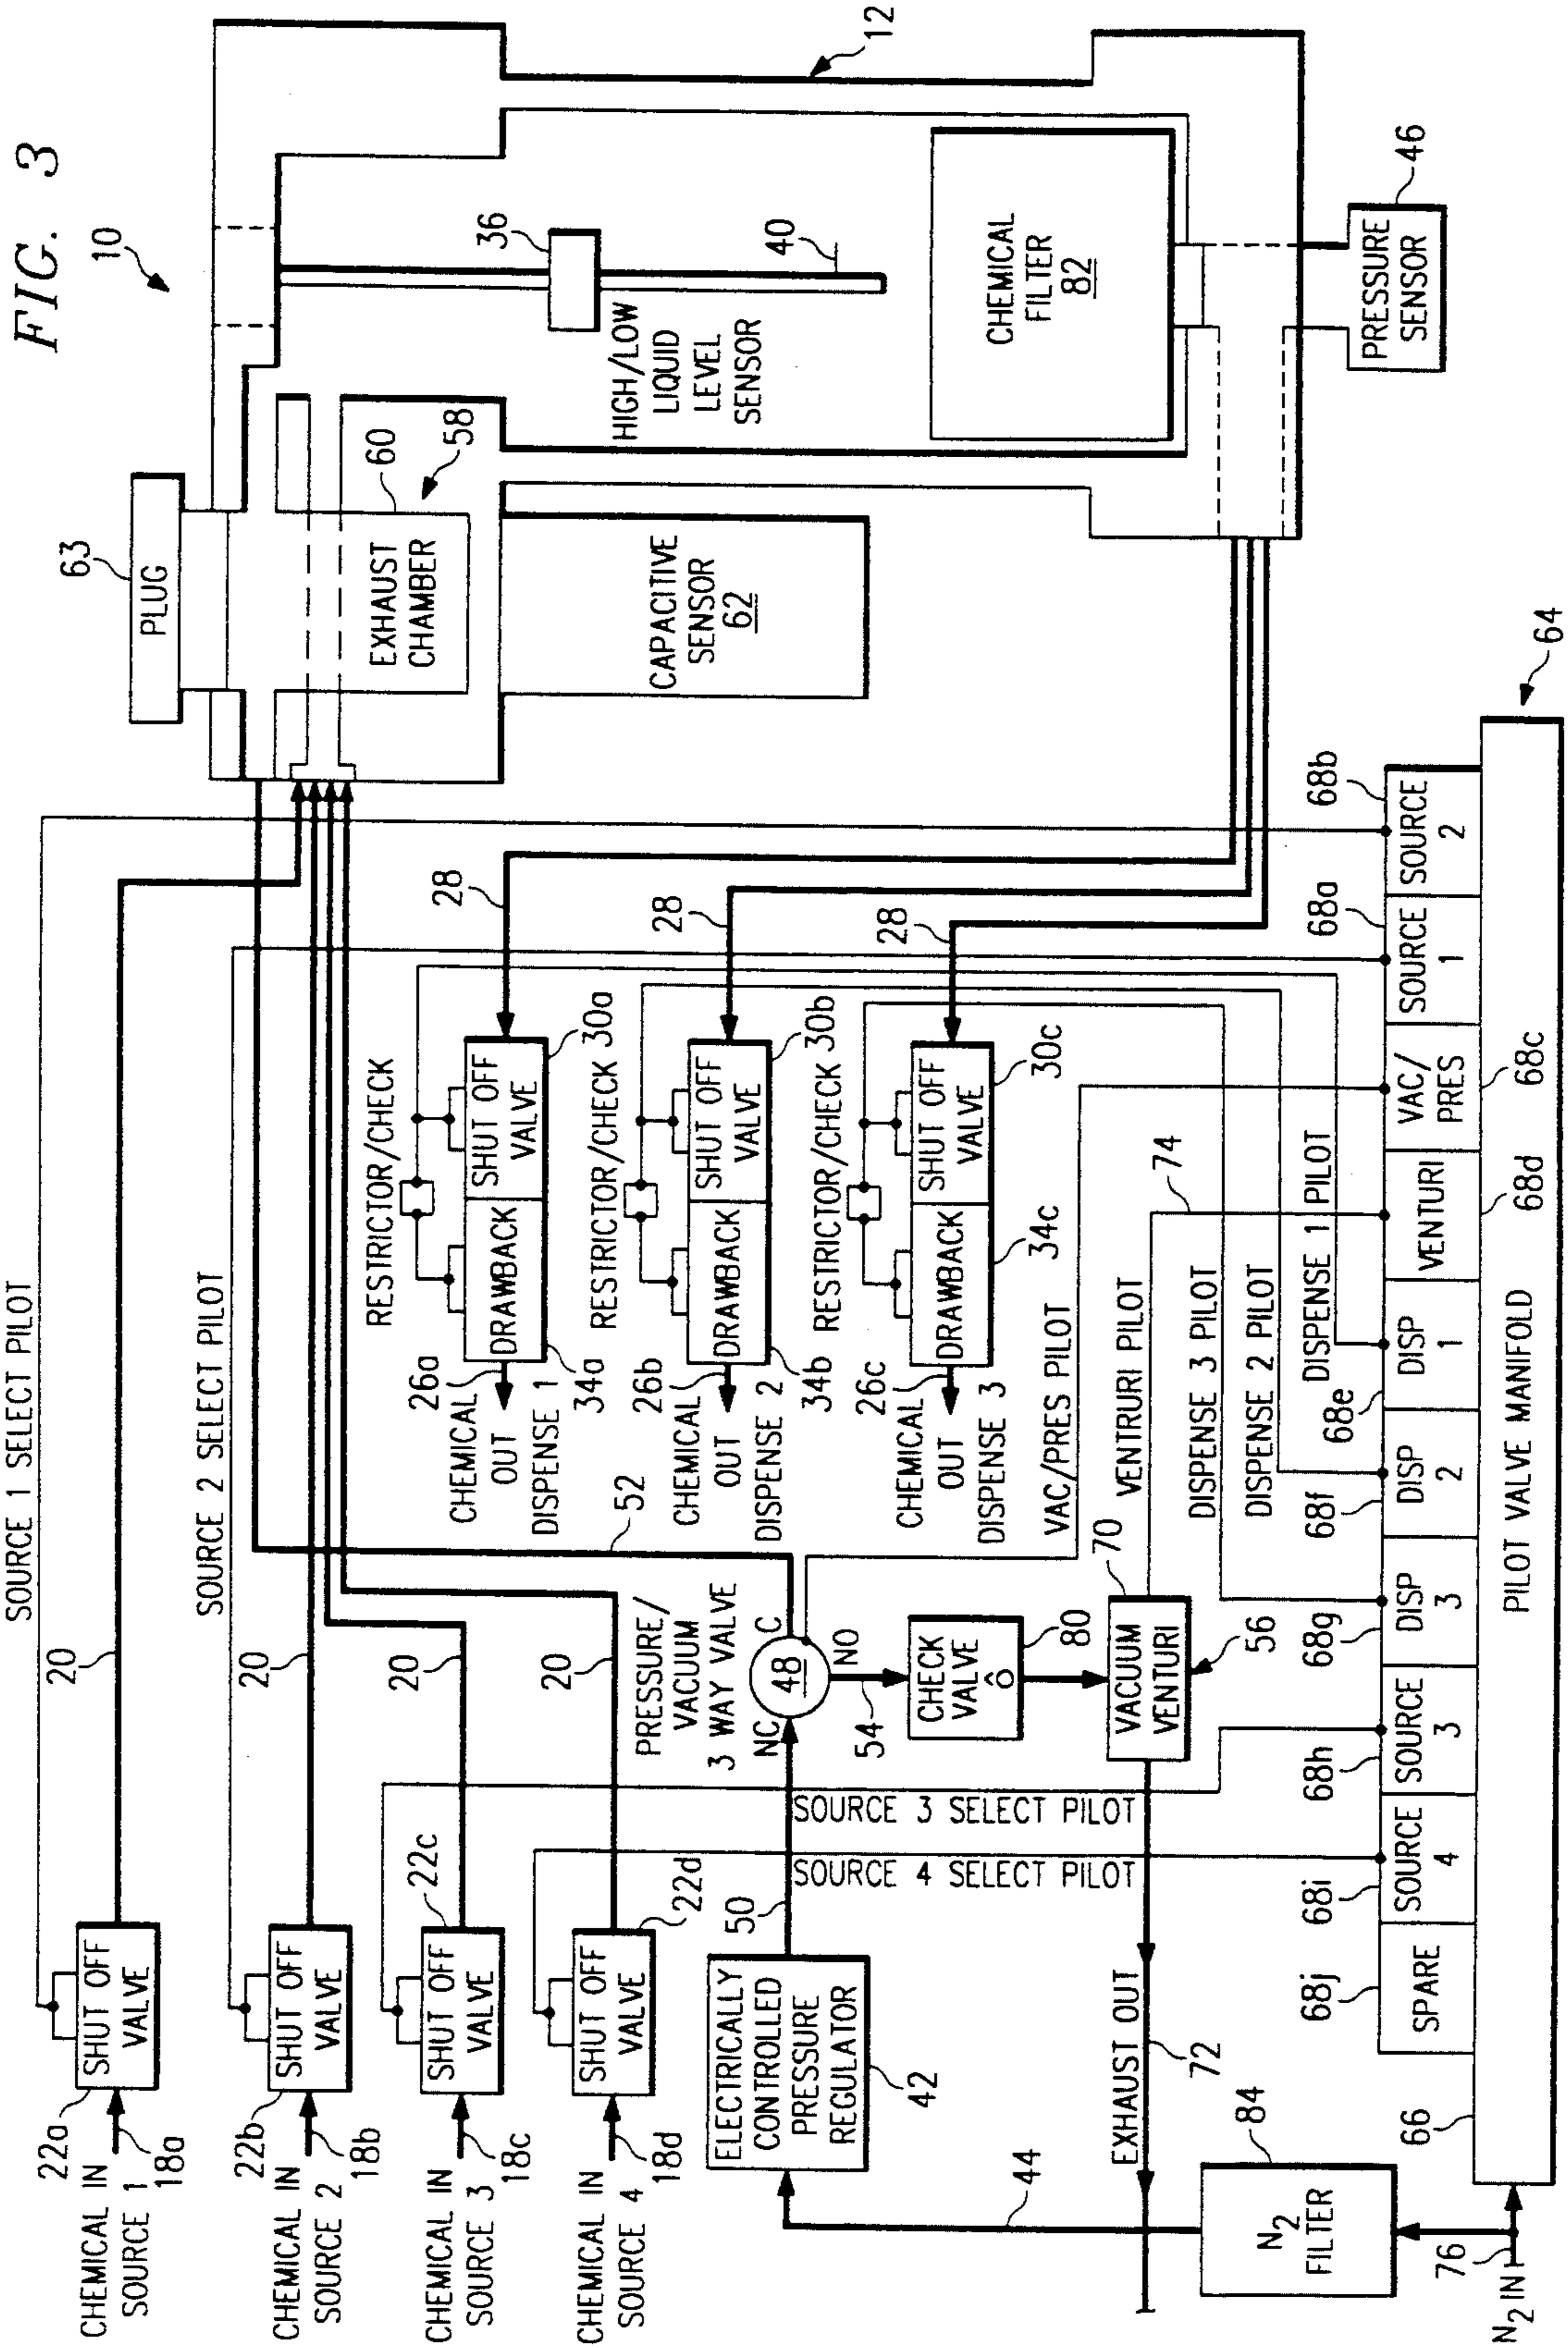 FIG. 3
10
12
63
PLUG
EXHAUST
CHAMBER
60
58
CAPACITIVE
SENSOR
62
36
HIGH/LOW
LIQUID
LEVEL
SENSOR
40
CHEMICAL
FILTER
82
PRESSURE
SENSOR
46
SOURCE 1 SELECT PILOT
SOURCE 2 SELECT PILOT
22a
SHUT OFF
VALVE
CHEMICAL IN
SOURCE 1
18a
20
22b
SHUT OFF
VALVE
CHEMICAL IN
SOURCE 2
18b
20
22c
SHUT OFF
VALVE
CHEMICAL IN
SOURCE 3
18c
20
22d
SHUT OFF
VALVE
CHEMICAL IN
SOURCE 4
18d
20
RESTRICTOR/CHECK
30a
28
DRAWBACK
SHUT OFF
VALVE
26a
34a
CHEMICAL
OUT
DISPENSE 1
RESTRICTOR/CHECK
30b
28
DRAWBACK
SHUT OFF
VALVE
26b
34b
CHEMICAL
OUT
DISPENSE 2
RESTRICTOR/CHECK
30c
28
DRAWBACK
SHUT OFF
VALVE
26c
34c
CHEMICAL
OUT
DISPENSE 3
52
PRESSURE/
VACUUM
3 WAY VALVE
NC
C
NO
48
54
CHECK
VALVE
80
VAC/PRES PILOT
VENTRURI PILOT
74
70
VACUUM
VENTURI
56
DISPENSE 3 PILOT
DISPENSE 2 PILOT
DISPENSE 1 PILOT
SOURCE 3 SELECT PILOT
SOURCE 4 SELECT PILOT
50
ELECTRICALLY
CONTROLLED
PRESSURE
REGULATOR
42
EXHAUST OUT
72
44
N2
FILTER
84
76
N2 IN
66
68j
SPARE
68i
SOURCE
4
68h
SOURCE
3
68g
DISP
3
68f
DISP
2
68e
DISP
1
VENTURI
68d
VAC/
PRES
68c
68a
SOURCE
1
68b
SOURCE
2
PILOT VALVE MANIFOLD
64